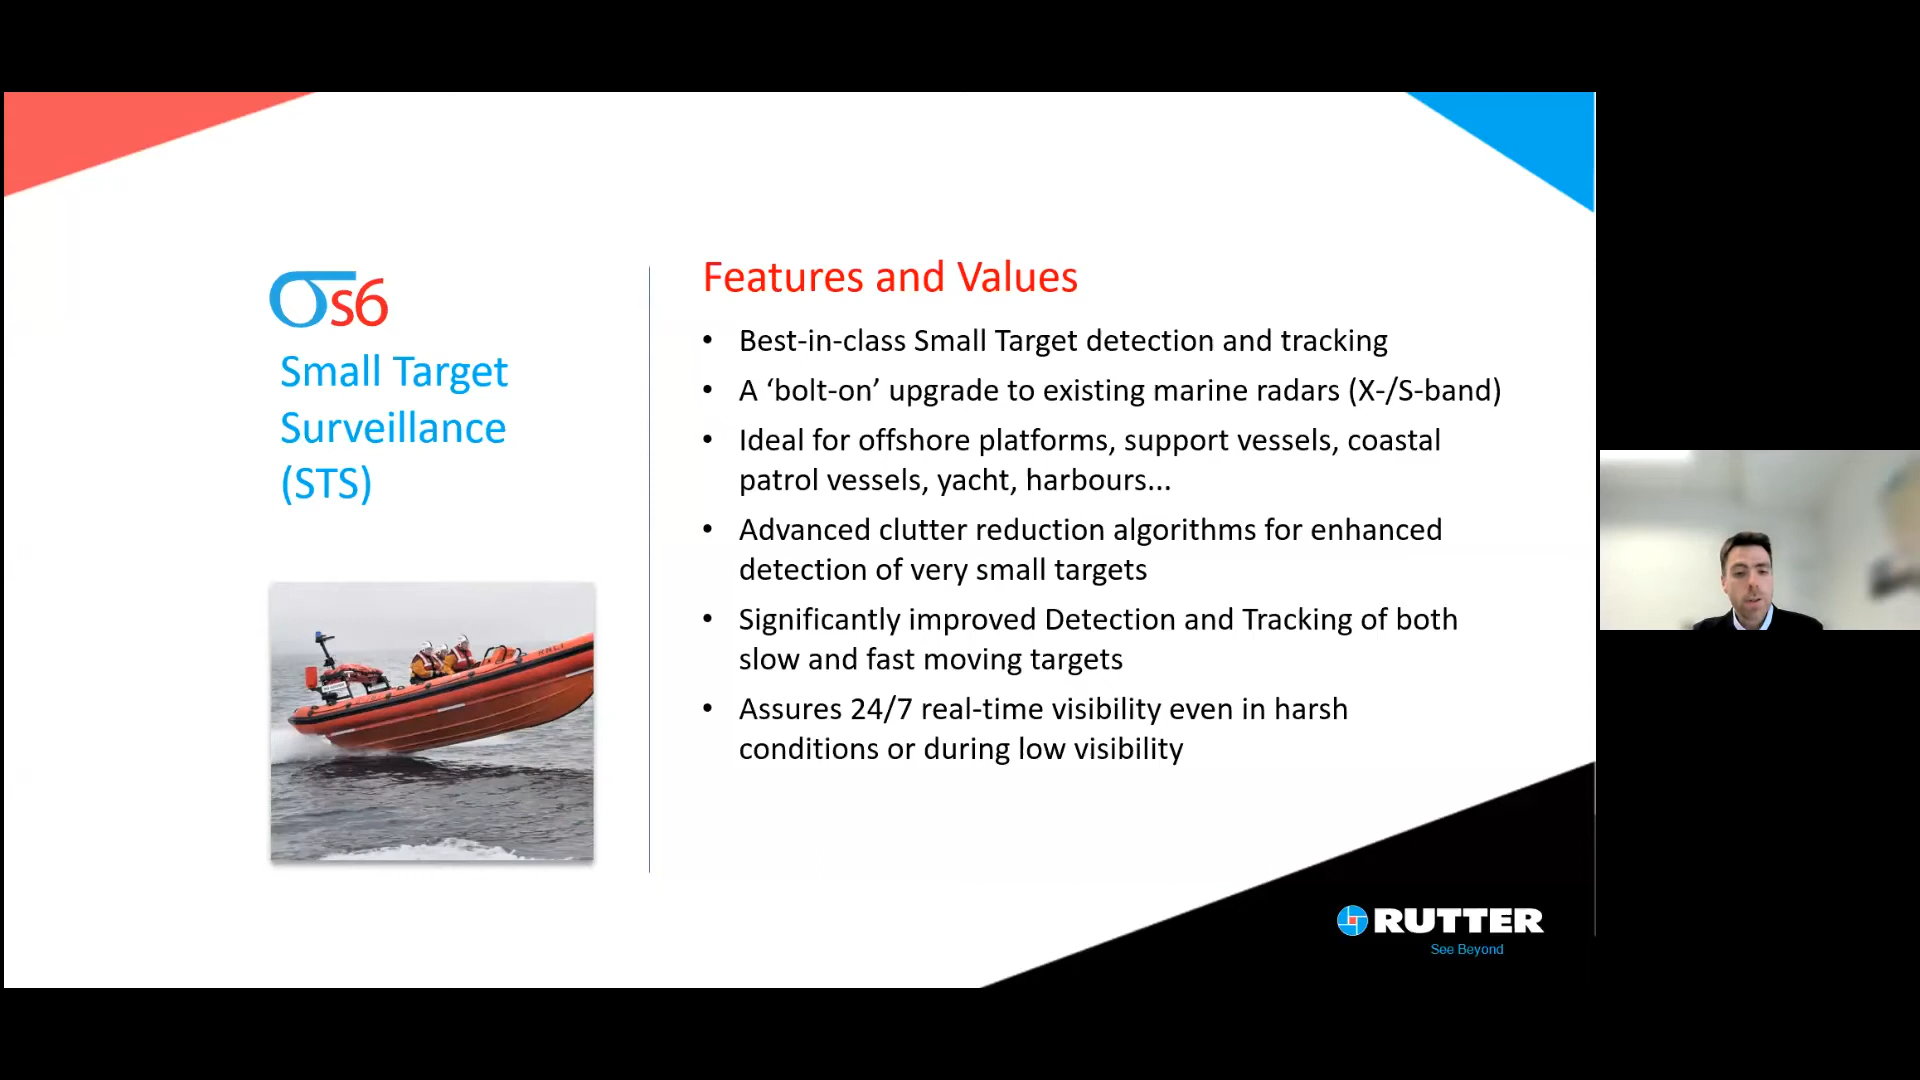 σs6
Small Target
Surveillance
(STS)
RNLI
Features and Values
• Best-in-class Small Target detection and tracking
• A ‘bolt-on’ upgrade to existing marine radars (X-/S-band)
• Ideal for offshore platforms, support vessels, coastal
patrol vessels, yacht, harbours...
• Advanced clutter reduction algorithms for enhanced
detection of very small targets
• Significantly improved Detection and Tracking of both
slow and fast moving targets
• Assures 24/7 real-time visibility even in harsh
conditions or during low visibility
RUTTER
See Beyond